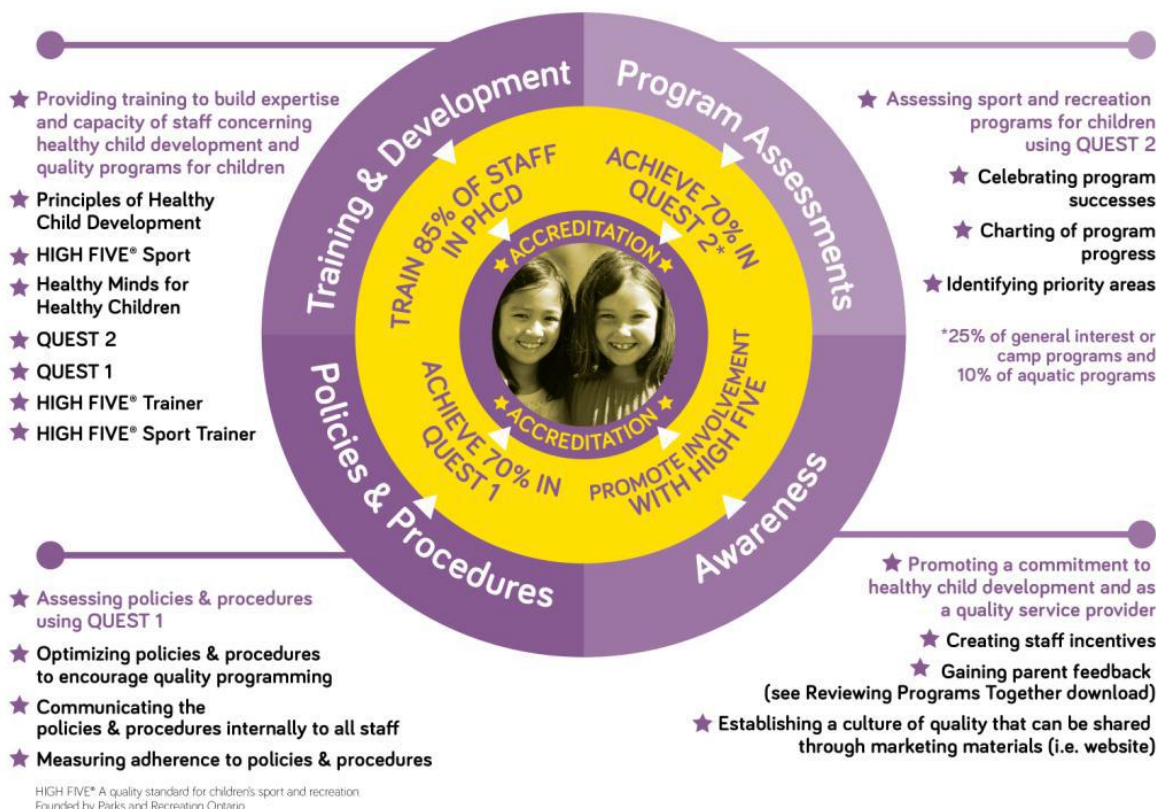 Training & Development
Program Assessments
Policies & Procedures
Awareness
TRAIN 85% OF STAFF
IN PHCD
ACHIEVE 70% IN
QUEST 2*
ACHIEVE 70% IN
QUEST 1
PROMOTE INVOLVEMENT
WITH HIGH FIVE
ACCREDITATION
ACCREDITATION
Providing training to build expertise
and capacity of staff concerning
healthy child development and
quality programs for children
Principles of Healthy
Child Development
HIGH FIVE® Sport
Healthy Minds for
Healthy Children
QUEST 2
QUEST 1
HIGH FIVE® Trainer
HIGH FIVE® Sport Trainer
Assessing sport and recreation
programs for children
using QUEST 2
Celebrating program
successes
Charting of program
progress
Identifying priority areas
*25% of general interest or
camp programs and
10% of aquatic programs
Assessing policies & procedures
using QUEST 1
Optimizing policies & procedures
to encourage quality programming
Communicating the
policies & procedures internally to all staff
Measuring adherence to policies & procedures
Promoting a commitment to
healthy child development and as
a quality service provider
Creating staff incentives
Gaining parent feedback
(see Reviewing Programs Together download)
Establishing a culture of quality that can be shared
through marketing materials (i.e. website)
HIGH FIVE® A quality standard for children's sport and recreation
Founded by Parks and Recreation Ontario